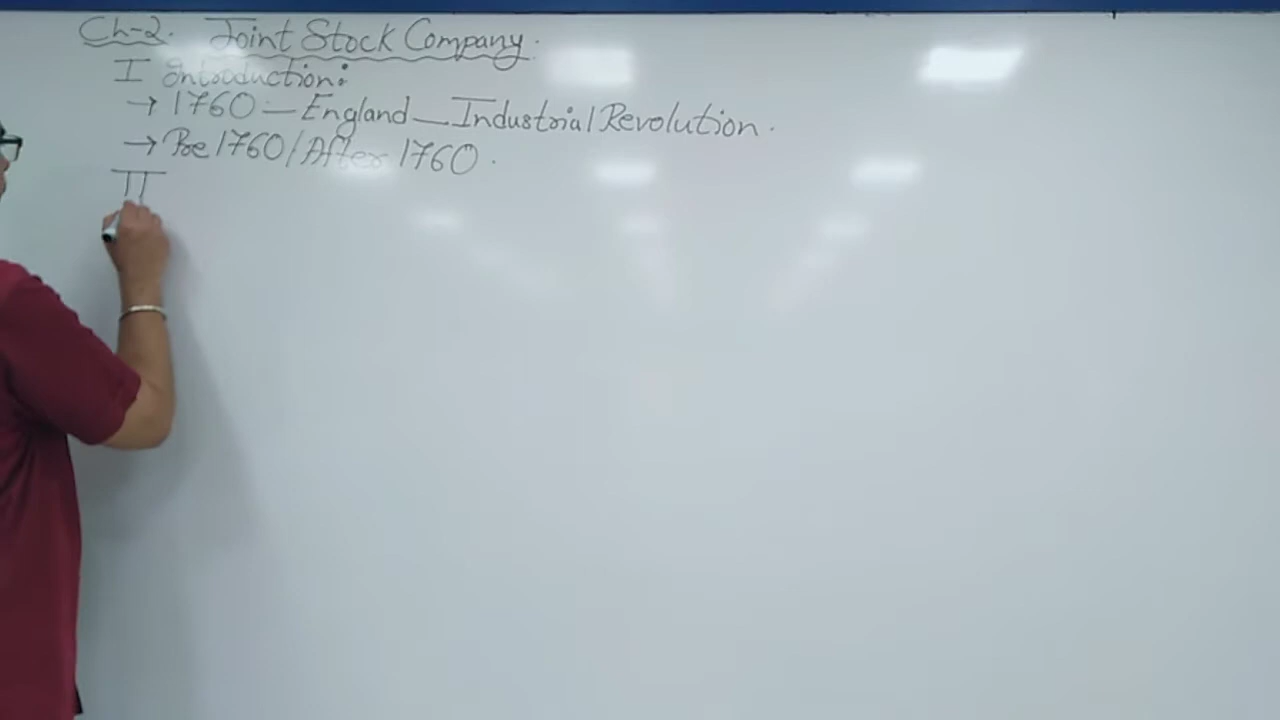 Ch-2. Joint Stock Company.
I Introduction:
→ 1760 — England — Industrial Revolution.
→ Pre 1760/After 1760.
II